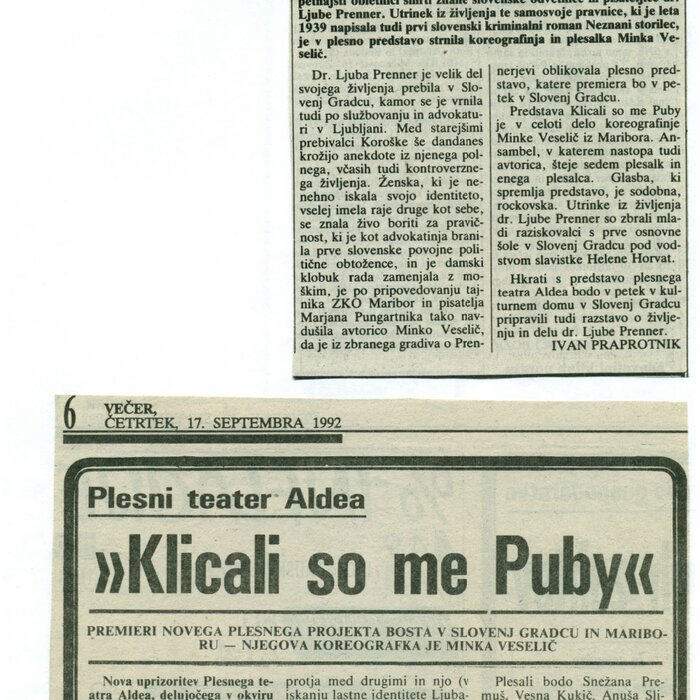 petnajsti obletnici smrti znane slovenske odvetnice in pisateljice dr.
Ljube Prenner. Utrinek iz življenja te samosvoje pravnice, ki je leta
1939 napisala tudi prvi slovenski kriminalni roman Neznani storilec,
je v plesno predstavo strnila koreografinja in plesalka Minka Ve-
selič.
Dr. Ljuba Prenner je velik del
svojega življenja prebila v Slo-
venj Gradcu, kamor se je vrnila
tudi po službovanju in advokatu-
ri v Ljubljani. Med starejšimi
prebivalci Koroške še dandanes
krožijo anekdote iz njenega pol-
nega, včasih tudi kontroverzne-
ga življenja. Ženska, ki je ne-
nehno iskala svojo identiteto,
vselej imela raje druge kot sebe,
se znala živo boriti za pravič-
nost, ki je kot advokatinja brani-
la prve slovenske povojne poli-
tične obtožence, in je damski
klobuk rada zamenjala z mo-
škim, je po pripovedovanju taj-
nika ZKO Maribor in pisatelja
Marjana Pungartnika tako nav-
dušila avtorico Minko Veselič,
da je iz zbranega gradiva o Pren-
nerjevi oblikovala plesno pred-
stavo, katere premiera bo v pe-
tek v Slovenj Gradcu.
Predstava Klicali so me Puby
je v celoti delo koreografinje
Minke Veselič iz Maribora. An-
sambel, v katerem nastopa tudi
avtorica, šteje sedem plesalk in
enega plesalca. Glasba, ki
spremlja predstavo, je sodobna,
rockovska. Utrinke iz življenja
dr. Ljube Prenner so zbrali mla-
di raziskovalci s prve osnovne
šole v Slovenj Gradcu pod vod-
stvom slavistke Helene Horvat.
Hkrati s predstavo plesnega
teatra Aldea bodo v petek v kul-
turnem domu v Slovenj Gradcu
pripravili tudi razstavo o življe-
nju in delu dr. Ljube Prenner.
IVAN PRAPROTNIK
6 VEČER,
ČETRTEK, 17. SEPTEMBRA 1992
Plesni teater Aldea
»Klicali so me Puby«
PREMIERI NOVEGA PLESNEGA PROJEKTA BOSTA V SLOVENJ GRADCU IN MARIBO-
RU — NJEGOVA KOREOGRAFKA JE MINKA VESELIČ
Nova uprizoritev Plesnega te-
atra Aldea, delujočega v okviru
protja med drugimi in njo (v
iskanju lastne identitete Ljuba-
Plesali bodo Snežana Pre-
muš, Vesna Kukić, Anuša Sli-